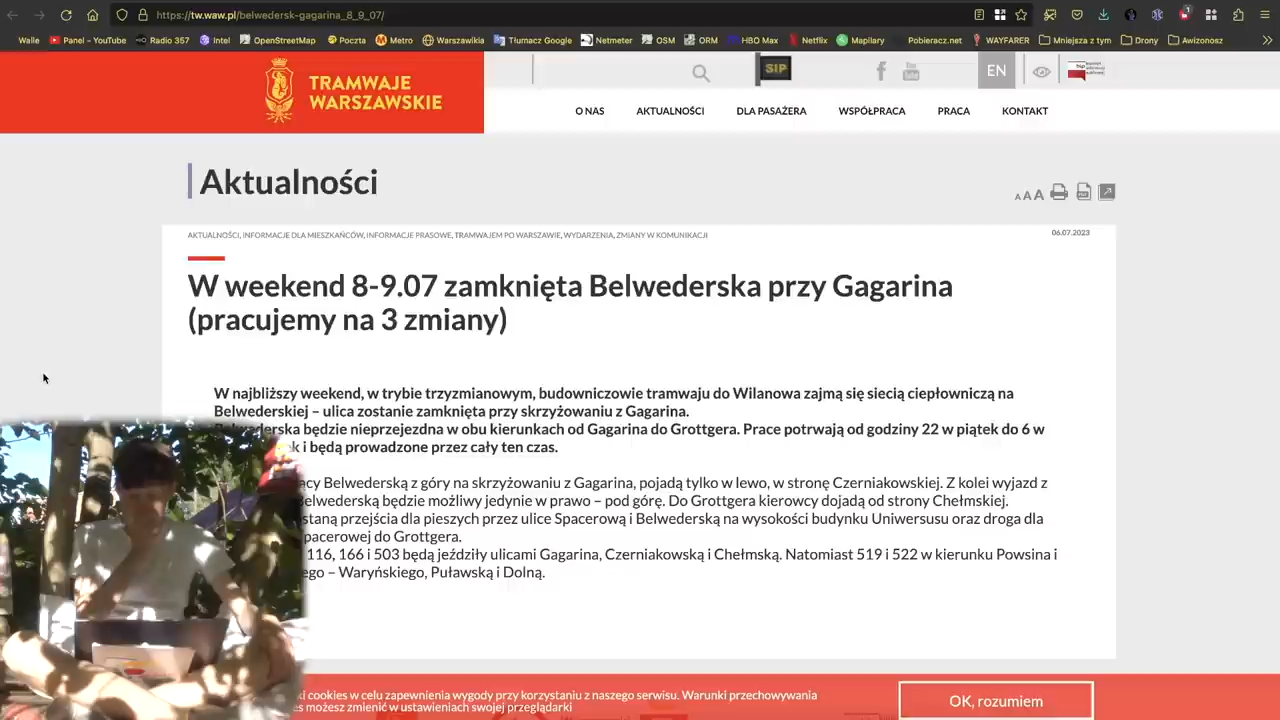 https://tw.waw.pl/belwedersk-gagarina_8_9_07/
Walle Panel – YouTube Radio 357 Intel OpenStreetMap Poczta Metro Warszawikia Tłumacz Google Netmeter OSM ORM HBO Max Netflix Mapilary Pobieracz.net WYPRAWA Mniejsza z tym Drony Awizonosz
TRAMWAJE
WARSZAWSKIE
SIP
EN
O NAS AKTUALNOŚCI DLA PASAŻERA WSPÓŁPRACA PRACA KONTAKT
Aktualności
A A A
AKTUALNOŚCI, INFORMACJE DLA MIESZKAŃCÓW, INFORMACJE PRASOWE, TRAMWAJEM PO WARSZAWIE, WYDARZENIA, ZMIANY W KOMUNIKACJI
06.07.2023
W weekend 8-9.07 zamknięta Belwederska przy Gagarina
(pracujemy na 3 zmiany)
W najbliższy weekend, w trybie trzyzmianowym, budowniczowie tramwaju do Wilanowa zajmą się siecią ciepłowniczą na
Belwederskiej – ulica zostanie zamknięta przy skrzyżowaniu z Gagarina.
Belwederska będzie nieprzejezdna w obu kierunkach od Gagarina do Grottgera. Prace potrwają od godziny 22 w piątek do 6 w
i będą prowadzone przez cały ten czas.
Belwederską z góry na skrzyżowaniu z Gagarina, pojadą tylko w lewo, w stronę Czerniakowskiej. Z kolei wyjazd z
Belwederską będzie możliwy jedynie w prawo – pod górę. Do Grottgera kierowcy dojadą od strony Chełmskiej.
przejścia dla pieszych przez ulice Spacerową i Belwederską na wysokości budynku Uniwersusu oraz droga dla
do Grottgera.
116, 166 i 503 będą jeździły ulicami Gagarina, Czerniakowską i Chełmską. Natomiast 519 i 522 w kierunku Powsina i
– Waryńskiego, Puławską i Dolną.
cookies w celu zapewnienia wygody przy korzystaniu z naszego serwisu. Warunki przechowywania
możesz zmienić w ustawieniach swojej przeglądarki
OK, rozumiem